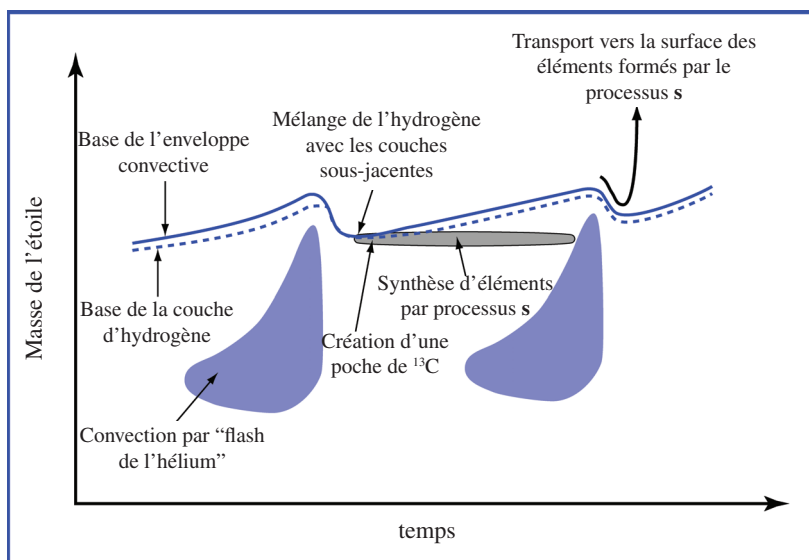 Transport vers la surface des
éléments formés par le
processus s
Mélange de l'hydrogène
avec les couches
sous-jacentes
Base de l'enveloppe
convective
Masse de l'étoile
Synthèse d'éléments
par processus s
Base de la couche
d'hydrogène
Création d'une
poche de ¹³C
Convection par “flash
de l'hélium”
temps